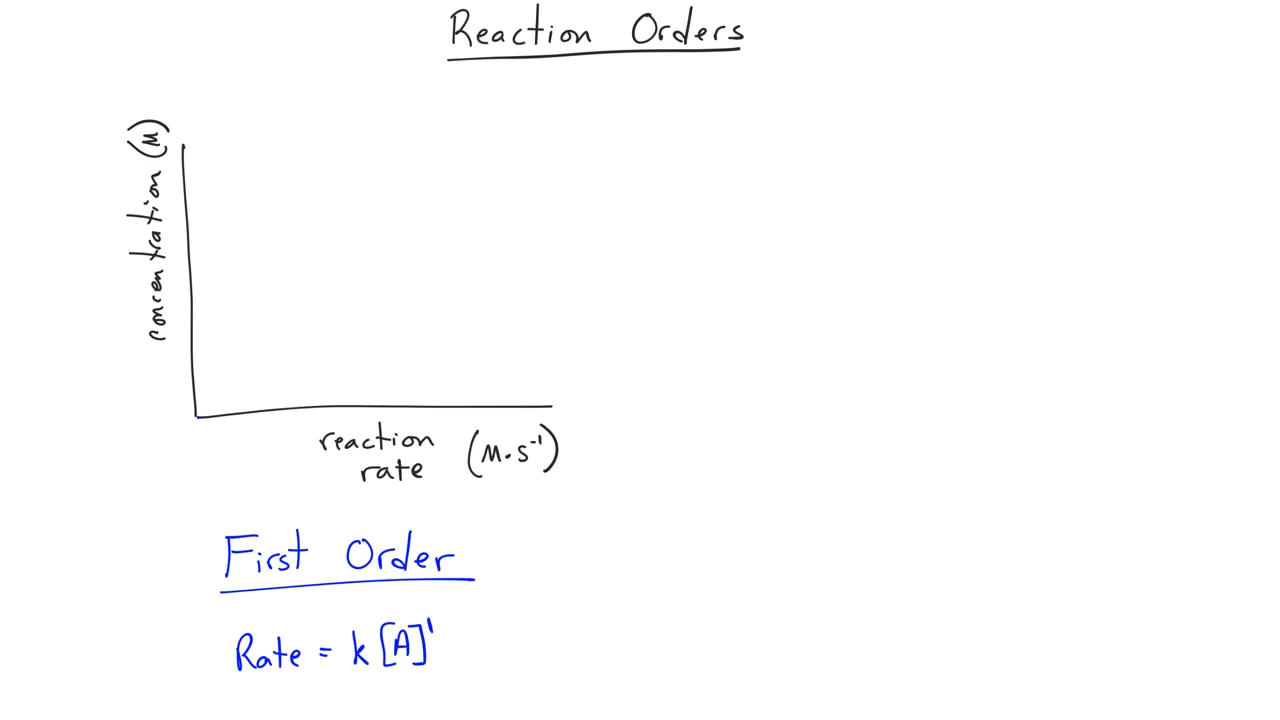 Reaction Orders
concentration (M)
reaction
rate (M·s⁻¹)
First Order
Rate = k[A]¹